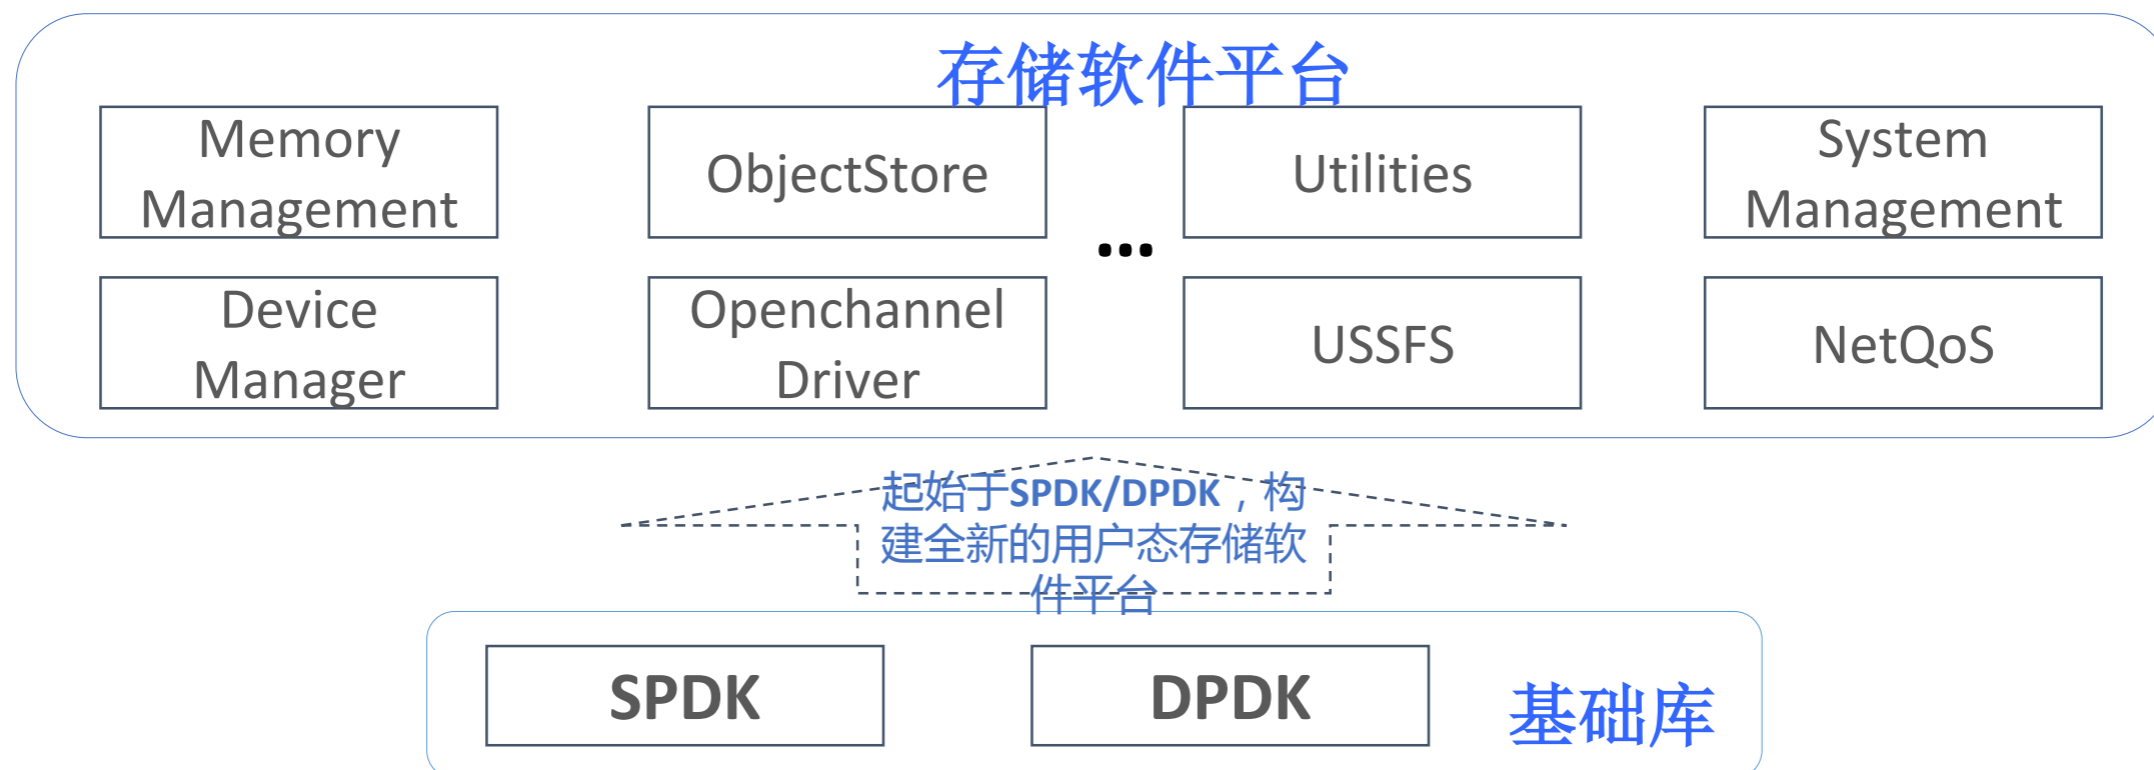 存储软件平台
Memory
Management
ObjectStore
Utilities
System
Management
...
Device
Manager
Openchannel
Driver
USSFS
NetQoS
起始于SPDK/DPDK，构
建全新的用户态存储软
件平台
SPDK
DPDK
基础库